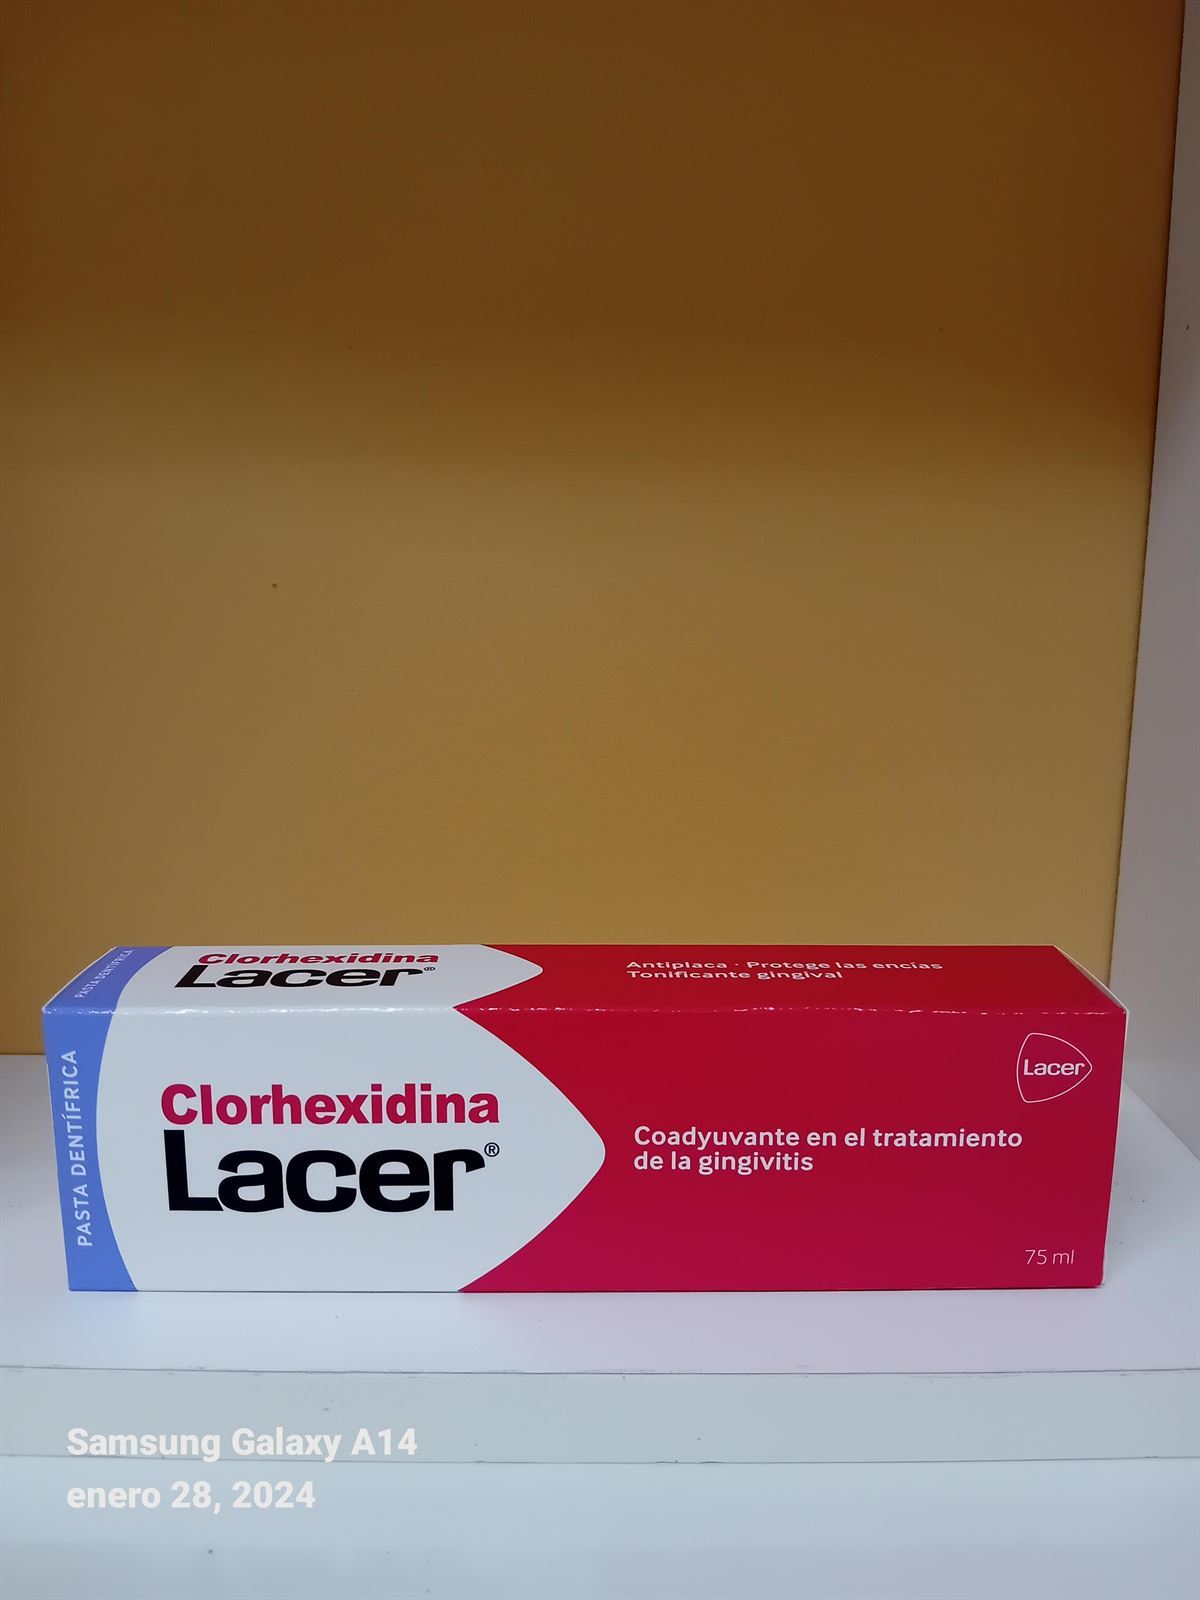 PASTA DENTÍFRICA
Clorhexidina
Lacer®
Antiplaca · Protege las encías
Tonificante gingival
PASTA DENTÍFRICA
Clorhexidina
Lacer®
Coadyuvante en el tratamiento
de la gingivitis
Lacer
75 ml
Samsung Galaxy A14
enero 28, 2024